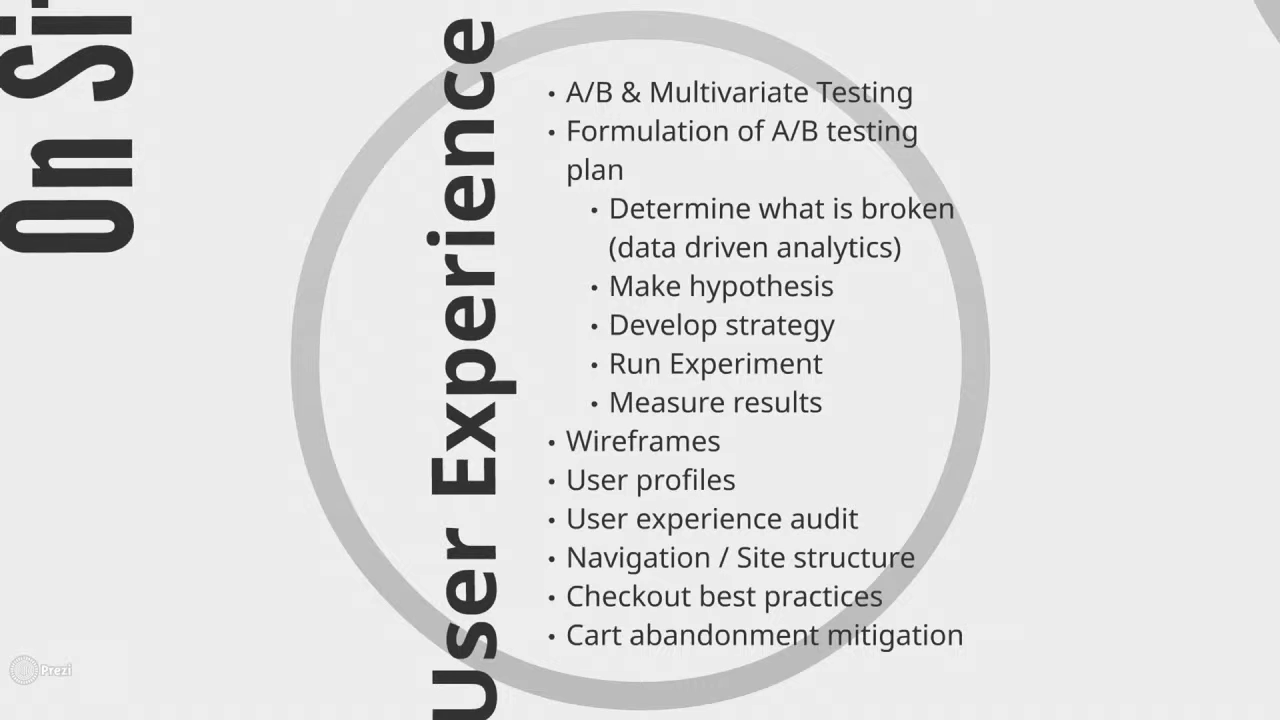 On
User Experience
• A/B & Multivariate Testing
• Formulation of A/B testing
plan
• Determine what is broken
(data driven analytics)
• Make hypothesis
• Develop strategy
• Run Experiment
• Measure results
• Wireframes
• User profiles
• User experience audit
• Navigation / Site structure
• Checkout best practices
• Cart abandonment mitigation
Prezi